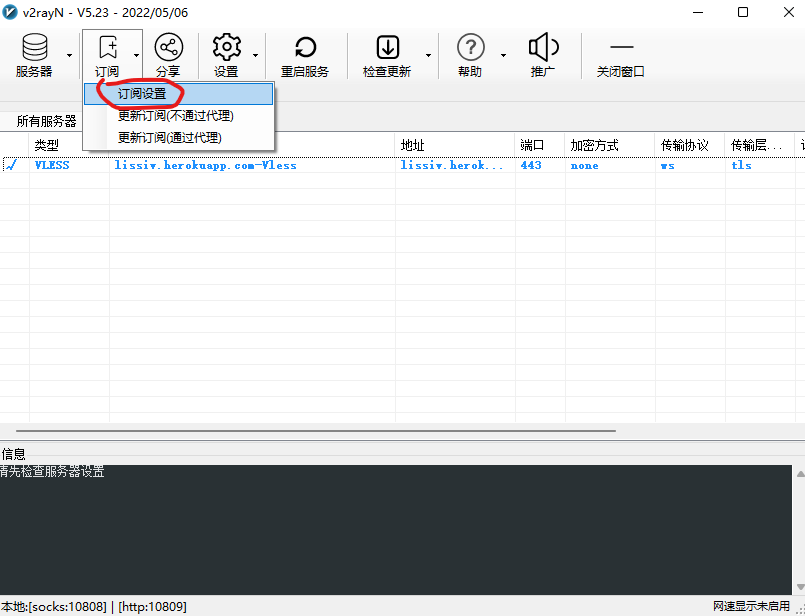 v2rayN - V5.23 - 2022/05/06
服务器 订阅 分享 设置 重启服务 检查更新 帮助 推广 关闭窗口
订阅设置
更新订阅(不通过代理)
更新订阅(通过代理)
所有服务器
类型 地址 端口 加密方式 传输协议 传输层...
VLESS lissiv.herokuapp.com-Vless lissiv.herok... 443 none ws tls
信息
请先检查服务器设置
本地:[socks:10808] | [http:10809] 网速显示未启用